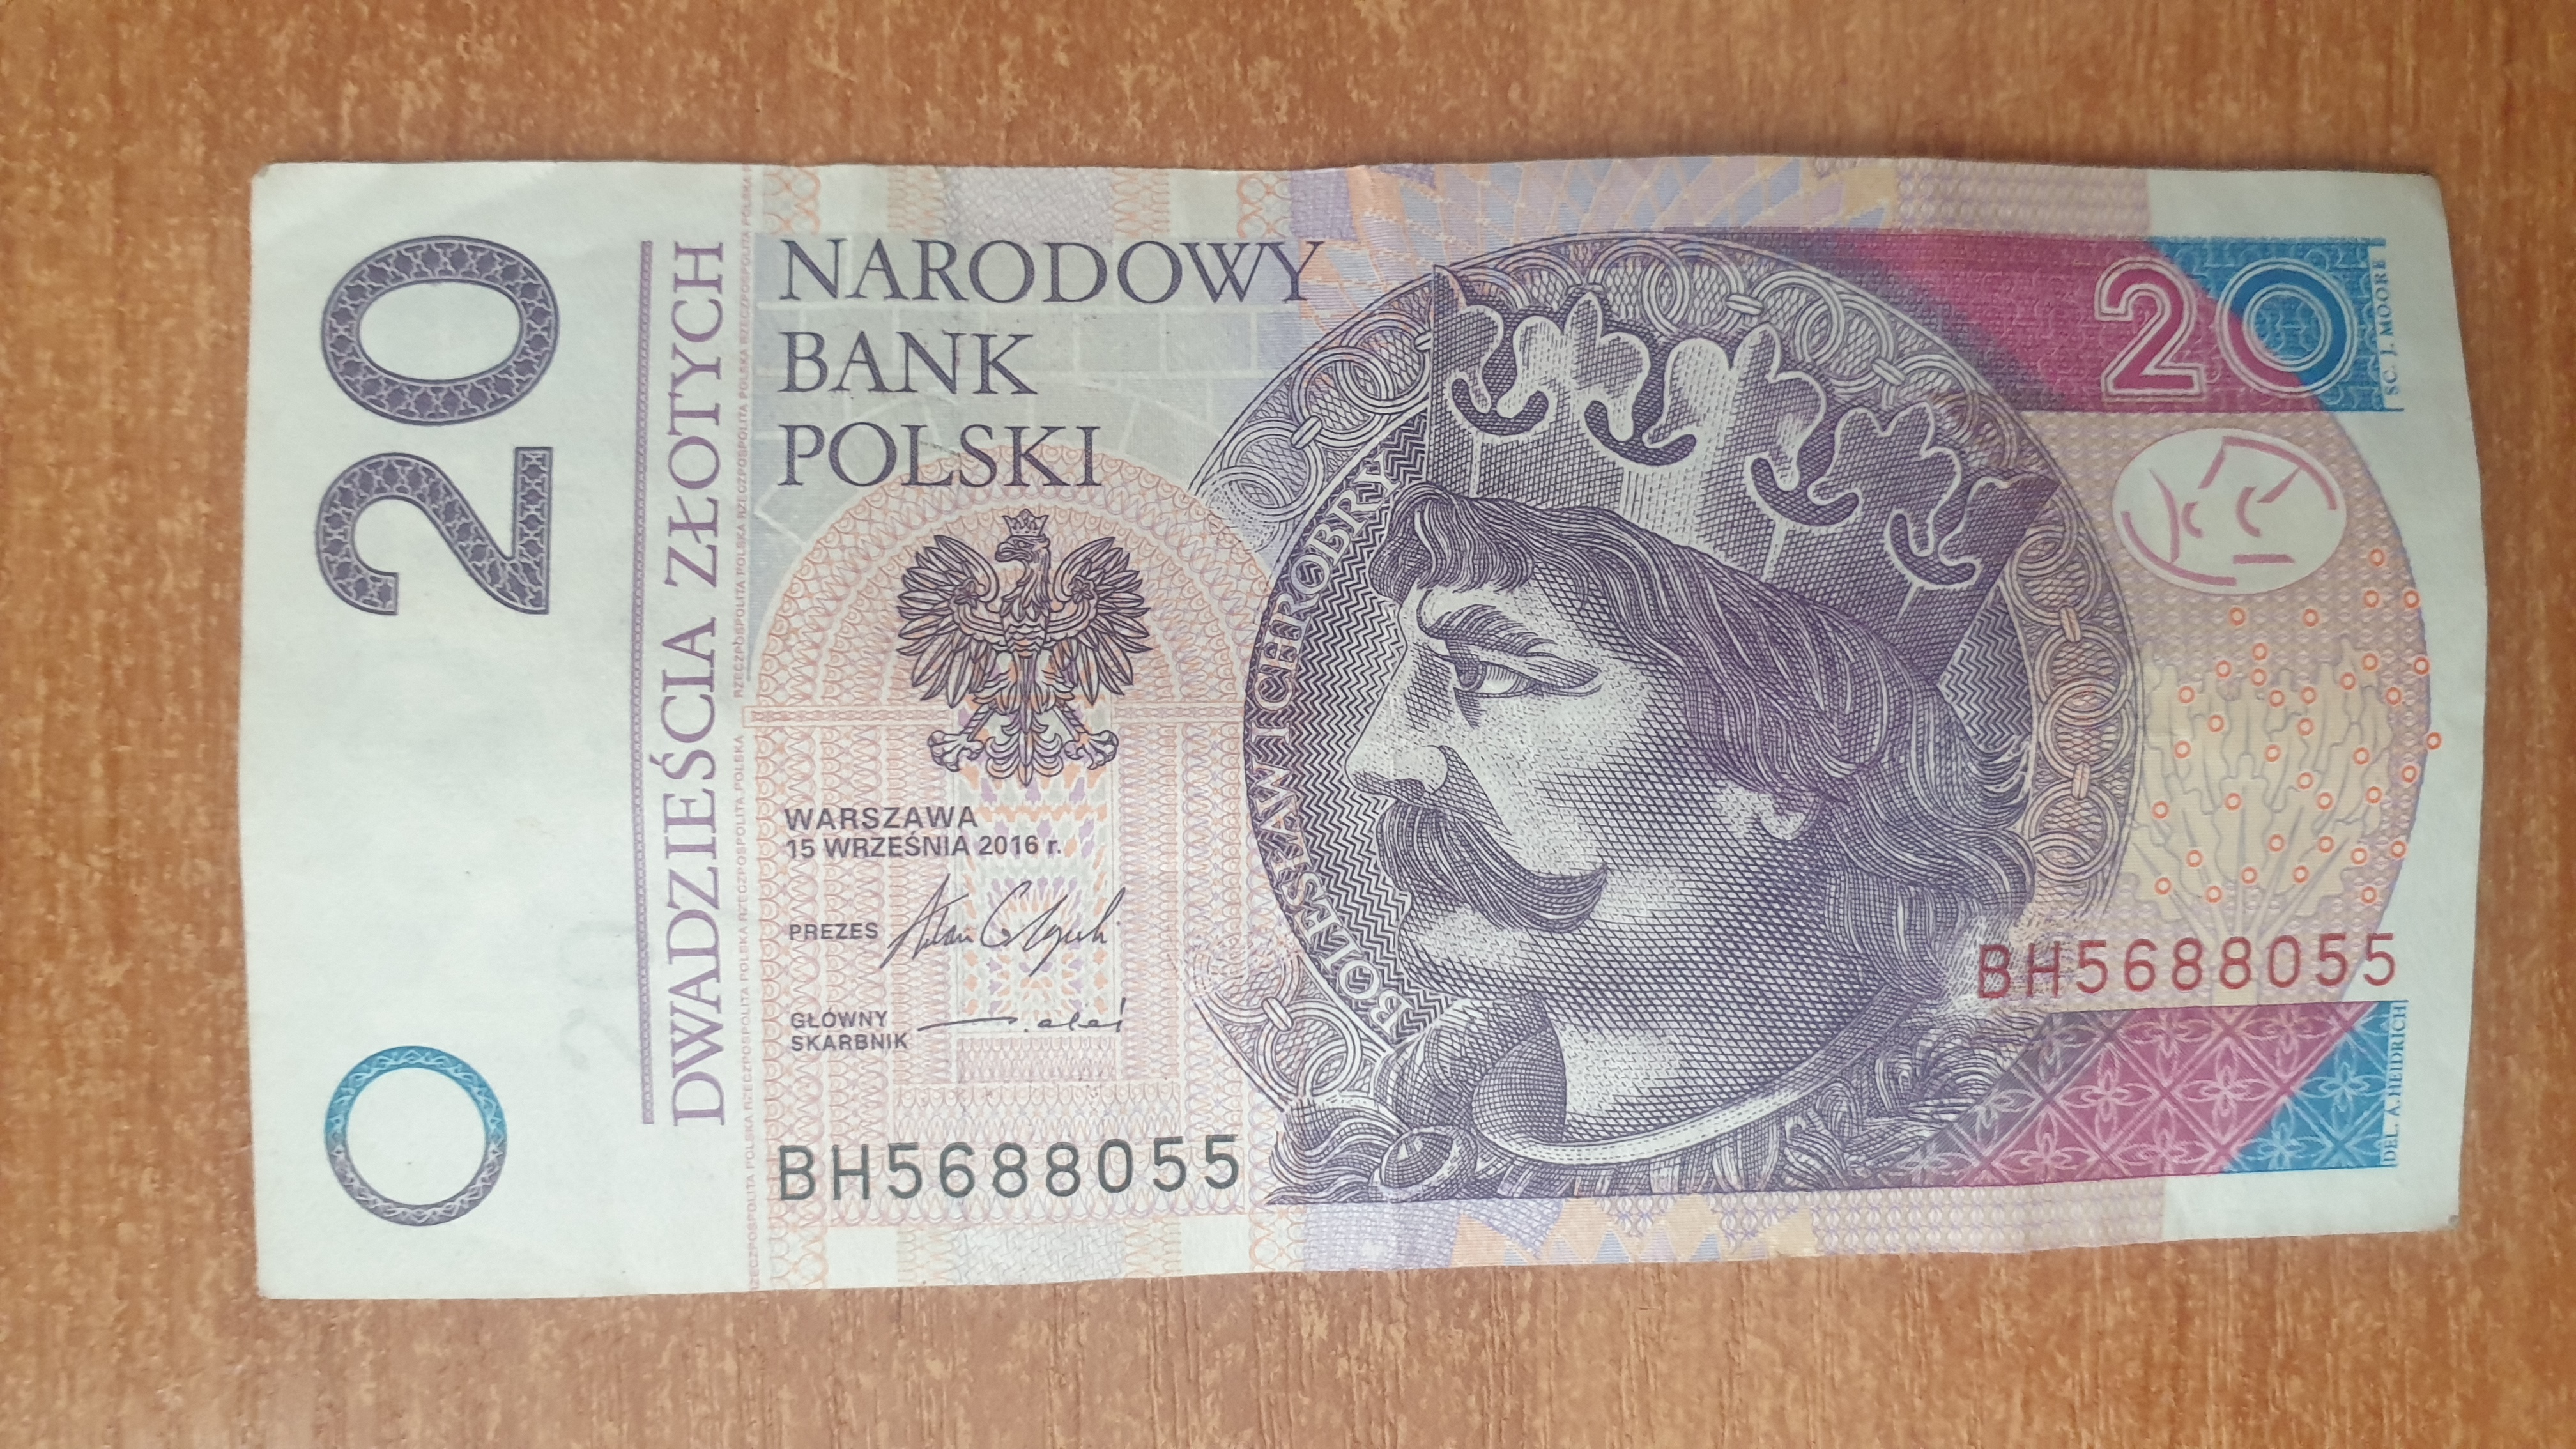 20
20
DWADZIEŚCIA ZŁOTYCH
RZECZPOSPOLITA POLSKA RZECZPOSPOLITA POLSKA RZECZPOSPOLITA POLSKA RZECZPOSPOLITA POLSKA RZECZPOSPOLITA POLSKA RZECZPOSPOLITA POLSKA
NARODOWY
BANK
POLSKI
WARSZAWA
15 WRZEŚNIA 2016 r.
PREZES
GŁÓWNY
SKARBNIK
BH5688055
BOLESŁAW I CHROBRY
20
BH5688055
DEL. A. HEIDRICH
SC. J. MOORE